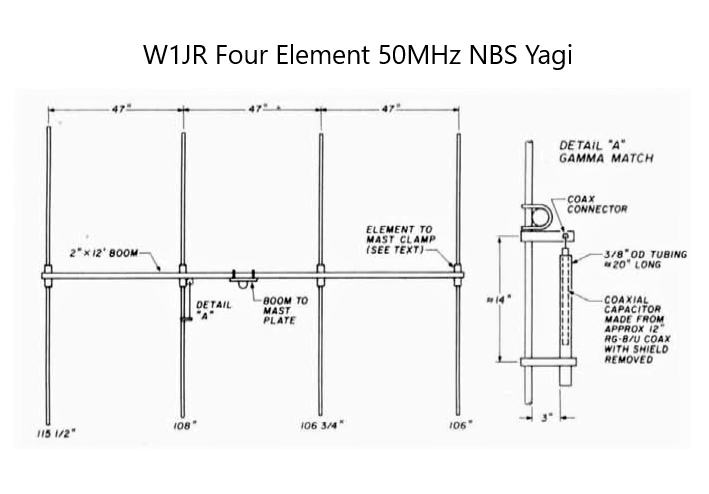 W1JR Four Element 50MHz NBS Yagi
47"
47"
47"
DETAIL "A"
GAMMA MATCH
COAX
CONNECTOR
ELEMENT TO
MAST CLAMP
(SEE TEXT)
2" X 12' BOOM
3/8" OD TUBING
≈20" LONG
DETAIL
"A"
BOOM TO
MAST
PLATE
≈14"
COAXIAL
CAPACITOR
MADE FROM
APPROX 12"
RG-8/U COAX
WITH SHIELD
REMOVED
3"
115 1/2"
108"
106 3/4"
106"